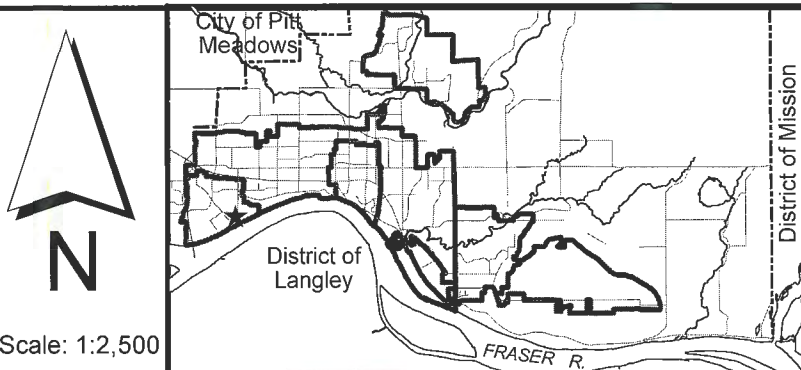 City of Pitt
Meadows
District of Mission
District of
Langley
N
Scale: 1:2,500
FRASER R.